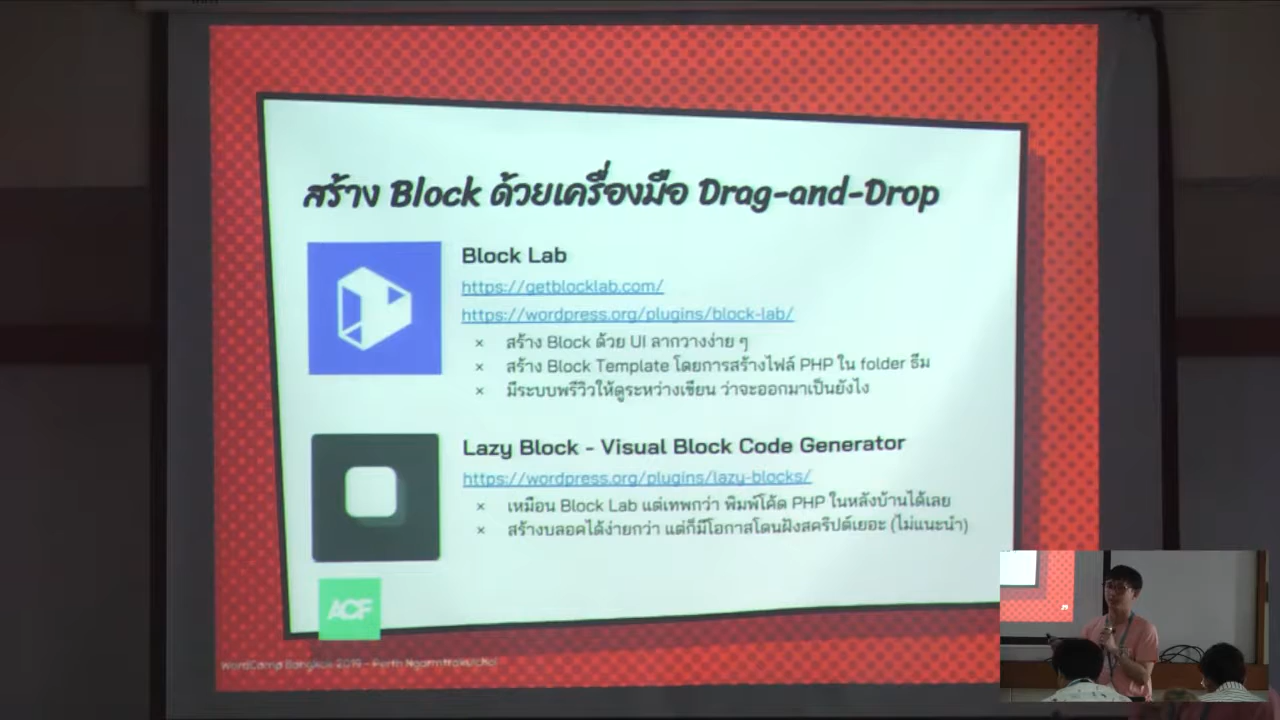 สร้าง Block ด้วยเครื่องมือ Drag-and-Drop
Block Lab
https://getblocklab.com/
https://wordpress.org/plugins/block-lab/
× สร้าง Block ด้วย UI ลากวางง่าย ๆ
× สร้าง Block Template โดยการสร้างไฟล์ PHP ใน folder ธีม
× มีระบบพรีวิวให้ดูระหว่างเขียน ว่าจะออกมาเป็นยังไง
Lazy Block - Visual Block Code Generator
https://wordpress.org/plugins/lazy-blocks/
× เหมือน Block Lab แต่เทพกว่า พิมพ์โค้ด PHP ในหลังบ้านได้เลย
× สร้างบลอคได้ง่ายกว่า แต่ก็มีโอกาสโดนฝังสคริปต์เยอะ (ไม่แนะนำ)
ACF
WordCamp Bangkok 2019 - Perth Ngarmtrakulchol